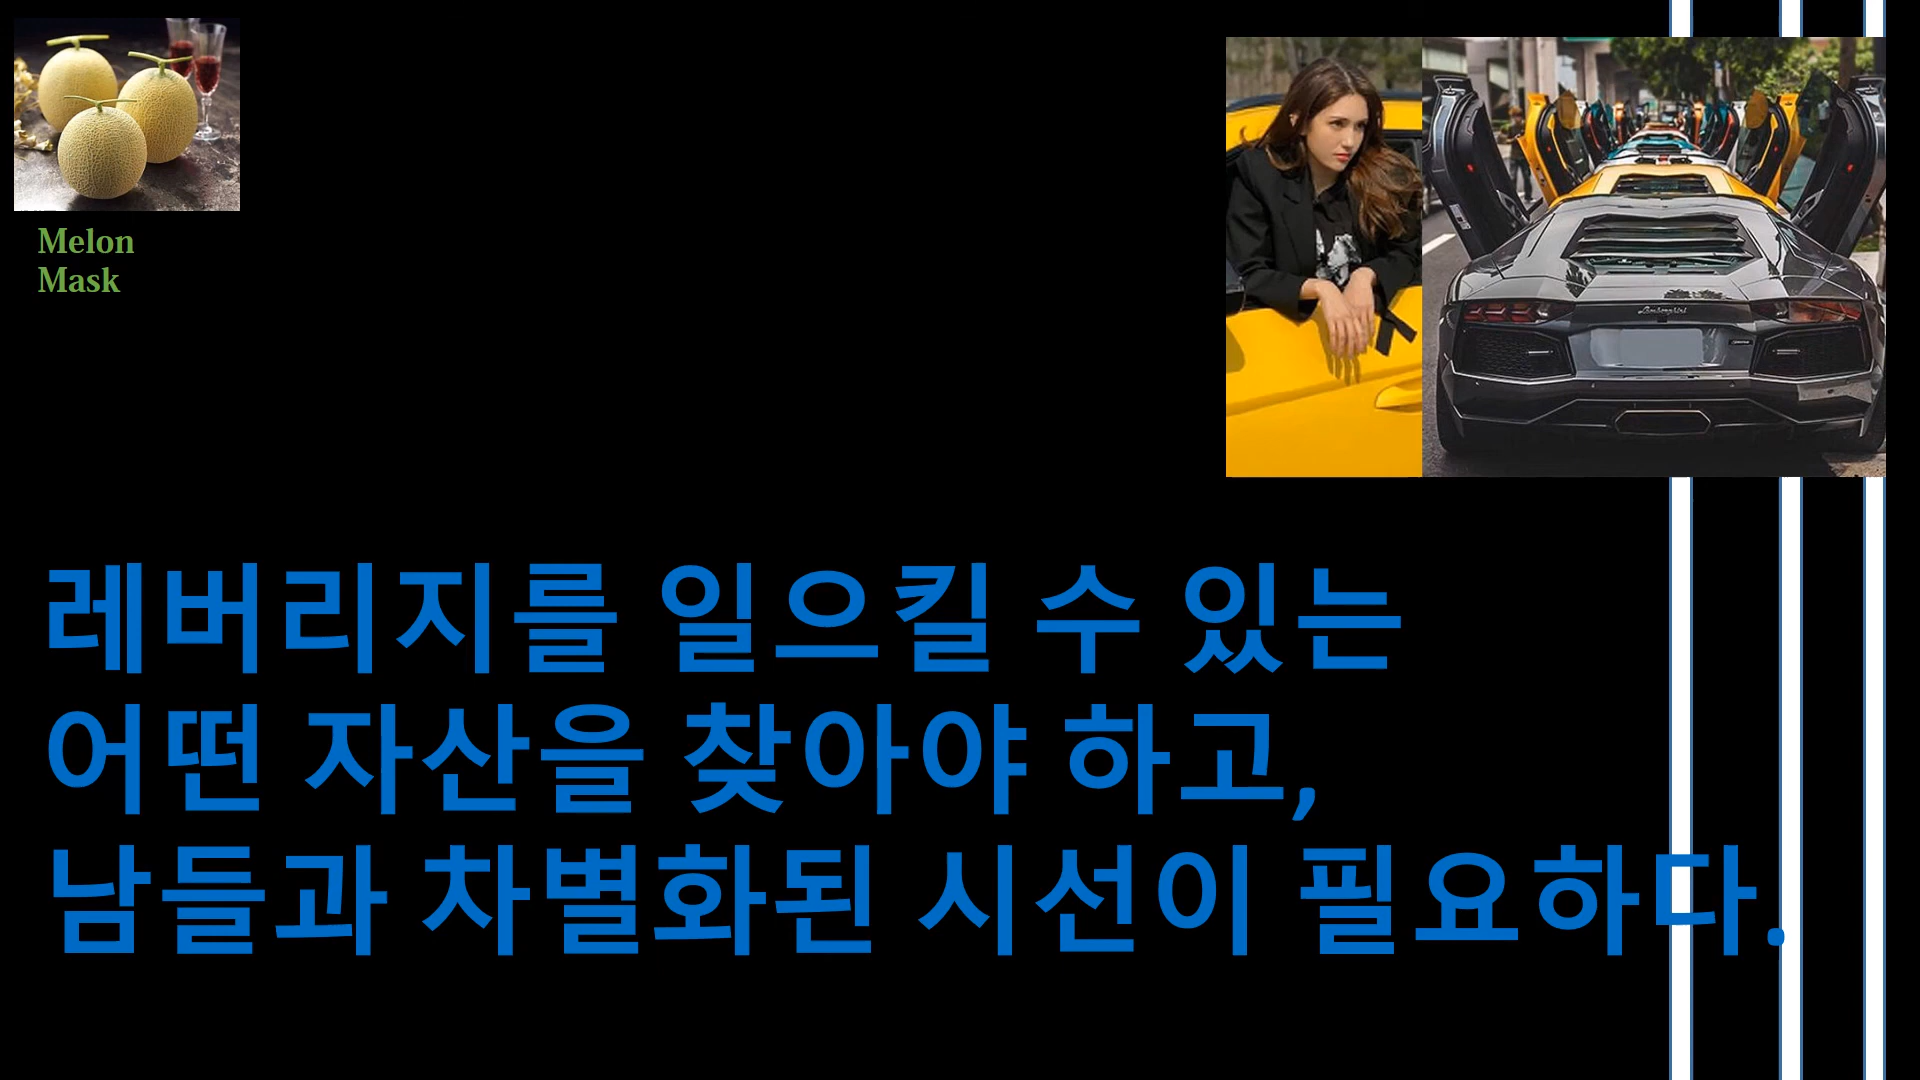 Melon
Mask
Lamborghini
레버리지를 일으킬 수 있는
어떤 자산을 찾아야 하고,
남들과 차별화된 시선이 필요하다.